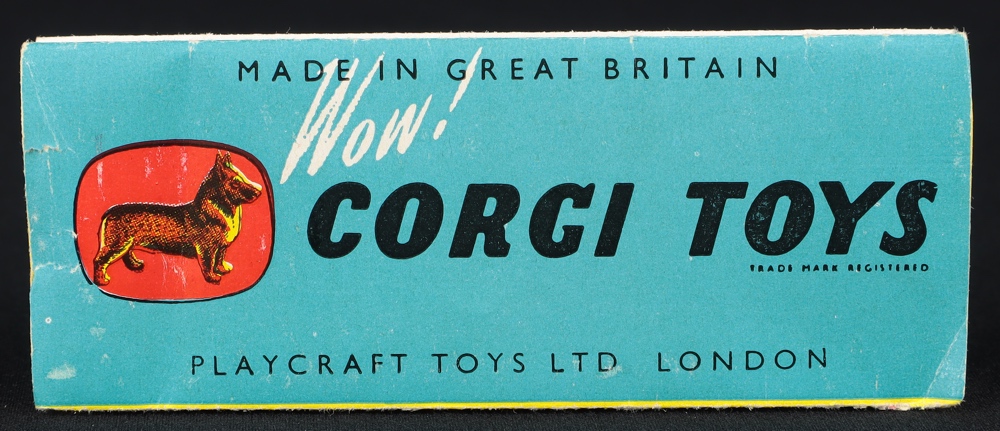 MADE IN GREAT BRITAIN
Wow!
CORGI TOYS
TRADE MARK REGISTERED
PLAYCRAFT TOYS LTD LONDON